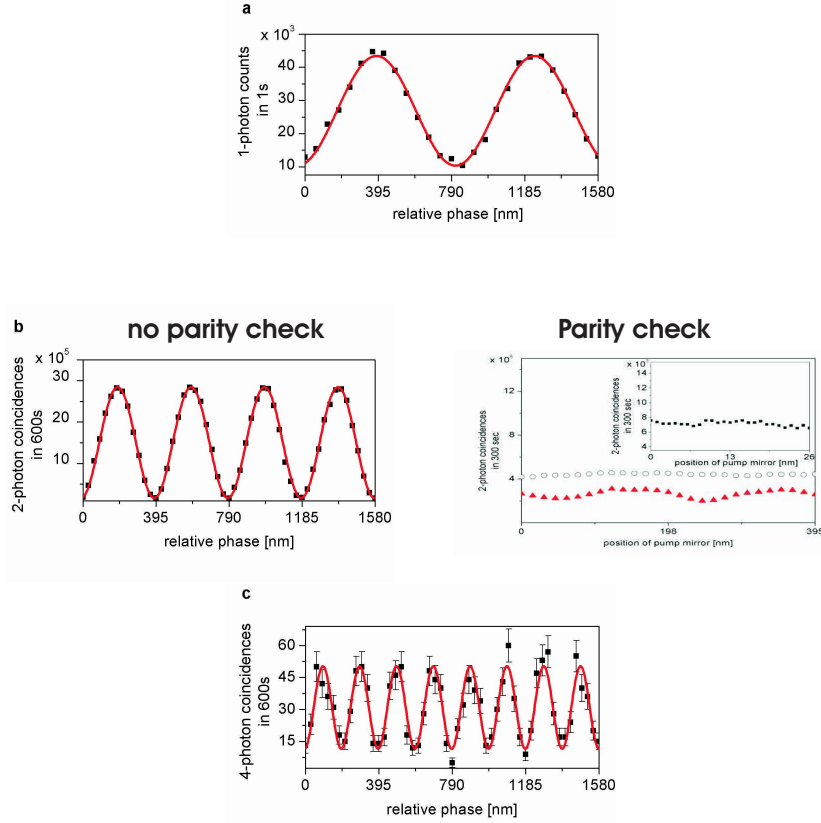 a
x 10³
40
30
20
10
1-photon counts
in 1s
0 395 790 1185 1580
relative phase [nm]
b
no parity check
x 10⁵
30
20
10
2-photon coincidences
in 600s
0 395 790 1185 1580
relative phase [nm]
Parity check
12
8
4
2-photon coincidences
in 300 sec
14
12
10
8
6
4
2-photon coincidences
in 300 sec
0 13 26
position of pump mirror [nm]
0 198 395
position of pump mirror [nm]
c
60
45
30
15
4-photon coincidences
in 600s
0 395 790 1185 1580
relative phase [nm]